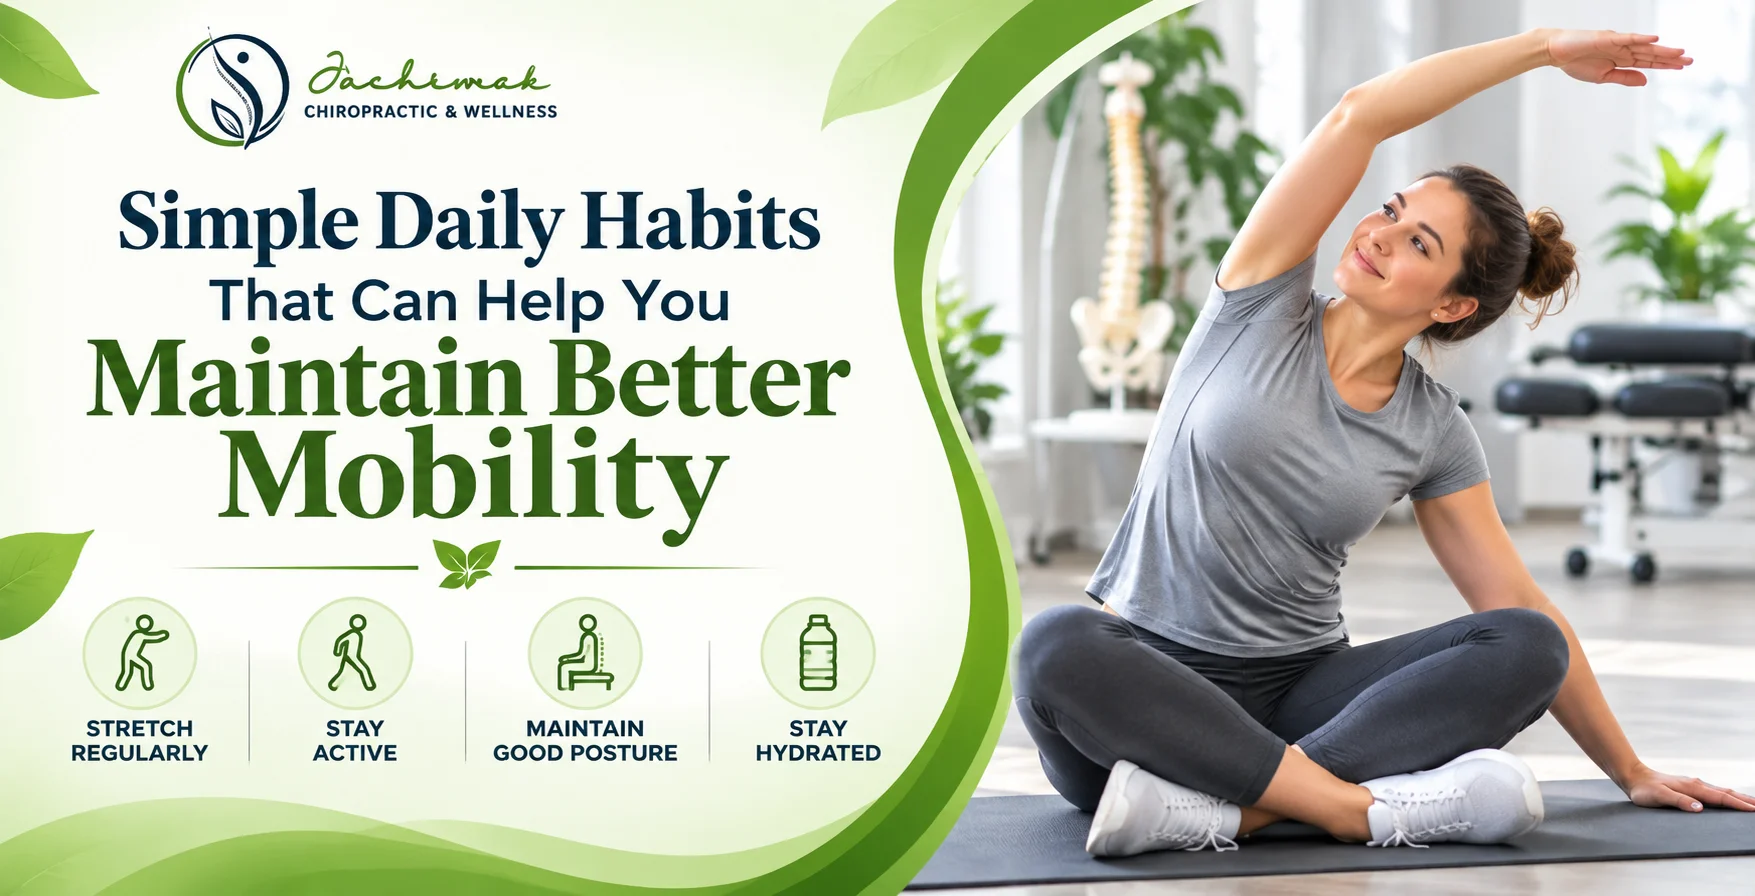 Jachimak
CHIROPRACTIC & WELLNESS
Simple Daily Habits
That Can Help You
Maintain Better
Mobility
STRETCH
REGULARLY
STAY
ACTIVE
MAINTAIN
GOOD POSTURE
STAY
HYDRATED